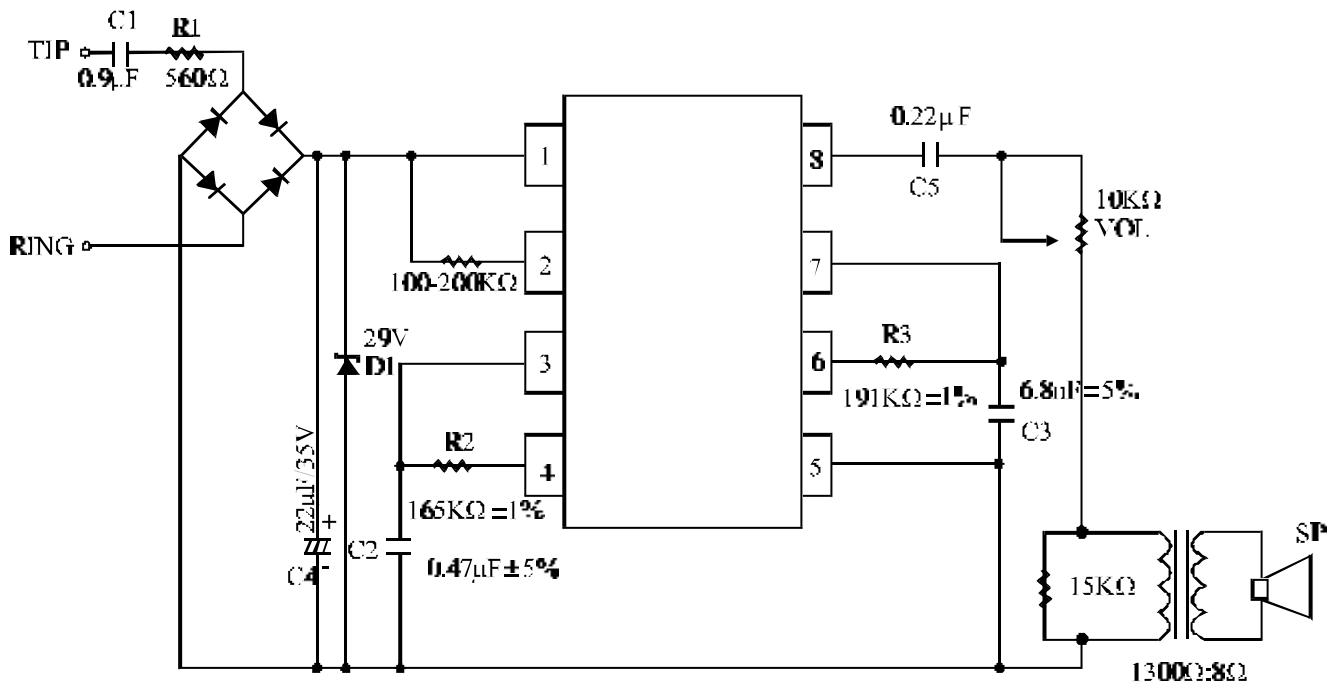 C1
R1
TIP
0.9µF
560Ω
RING
1
2
3
4
8
7
6
5
0.22µF
C5
10KΩ
VOL
100-200KΩ
29V
D1
R3
191KΩ=1%
6.8nF=5%
C3
R2
165KΩ=1%
22µF/35V
+
-
C4
C2
0.47µF±5%
15KΩ
SP
1300Ω:8Ω